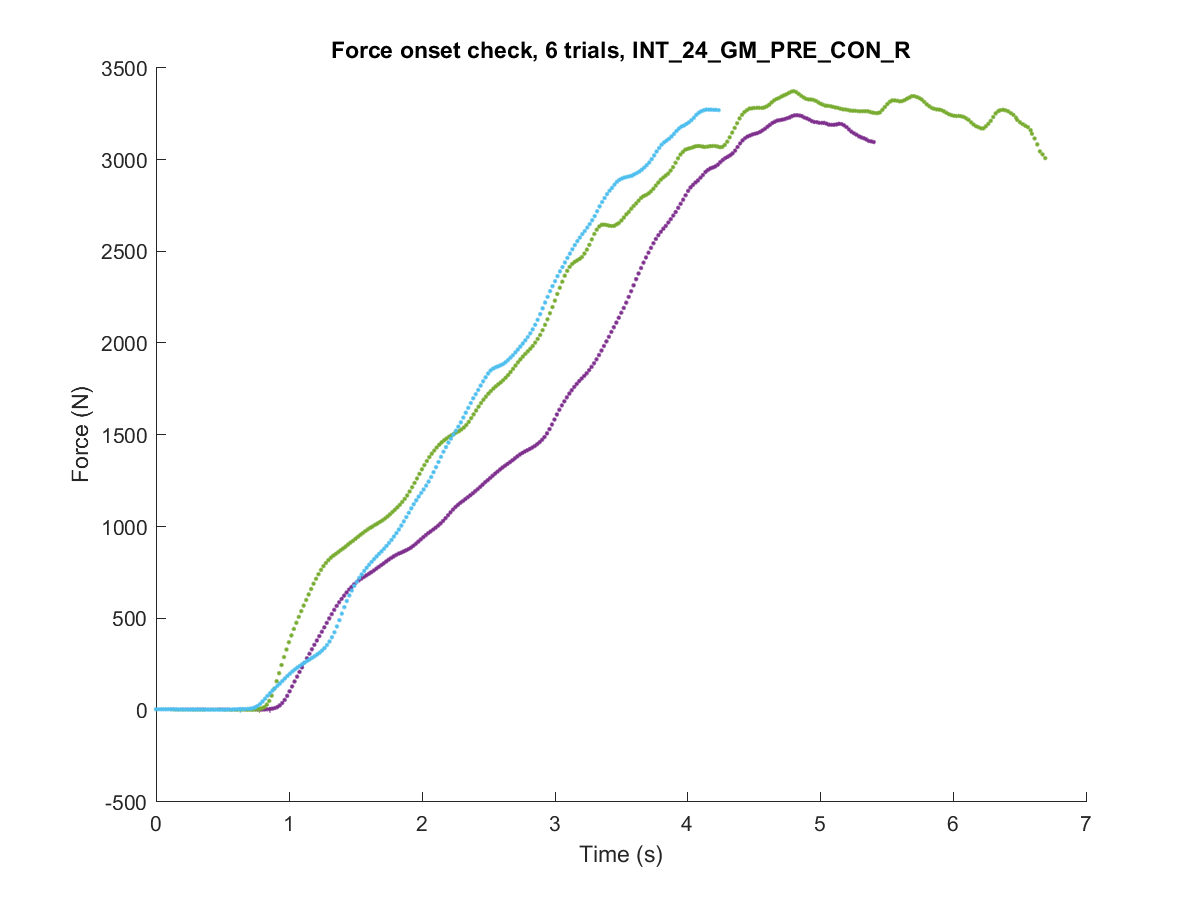 Force onset check, 6 trials, INT_24_GM_PRE_CON_R
3500
3000
2500
2000
1500
1000
500
0
-500
Force (N)
0 1 2 3 4 5 6 7
Time (s)